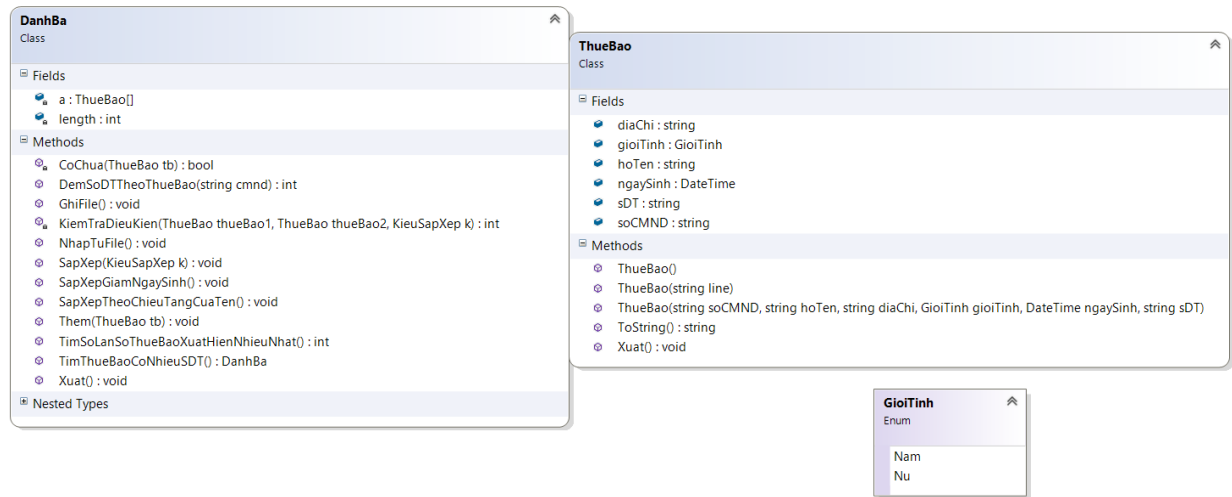 DanhBa
Class
Fields
a : ThueBao[]
length : int
Methods
CoChua(ThueBao tb) : bool
DemSoDTTheoThueBao(string cmnd) : int
GhiFile() : void
KiemTraDieuKien(ThueBao thueBao1, ThueBao thueBao2, KieuSapXep k) : int
NhapTuFile() : void
SapXep(KieuSapXep k) : void
SapXepGiamNgaySinh() : void
SapXepTheoChieuTangCuaTen() : void
Them(ThueBao tb) : void
TimSoLanSoThueBaoXuatHienNhieuNhat() : int
TimThueBaoCoNhieuSDT() : DanhBa
Xuat() : void
Nested Types
ThueBao
Class
Fields
diaChi : string
gioiTinh : GioiTinh
hoTen : string
ngaySinh : DateTime
sDT : string
soCMND : string
Methods
ThueBao()
ThueBao(string line)
ThueBao(string soCMND, string hoTen, string diaChi, GioiTinh gioiTinh, DateTime ngaySinh, string sDT)
ToString() : string
Xuat() : void
GioiTinh
Enum
Nam
Nu